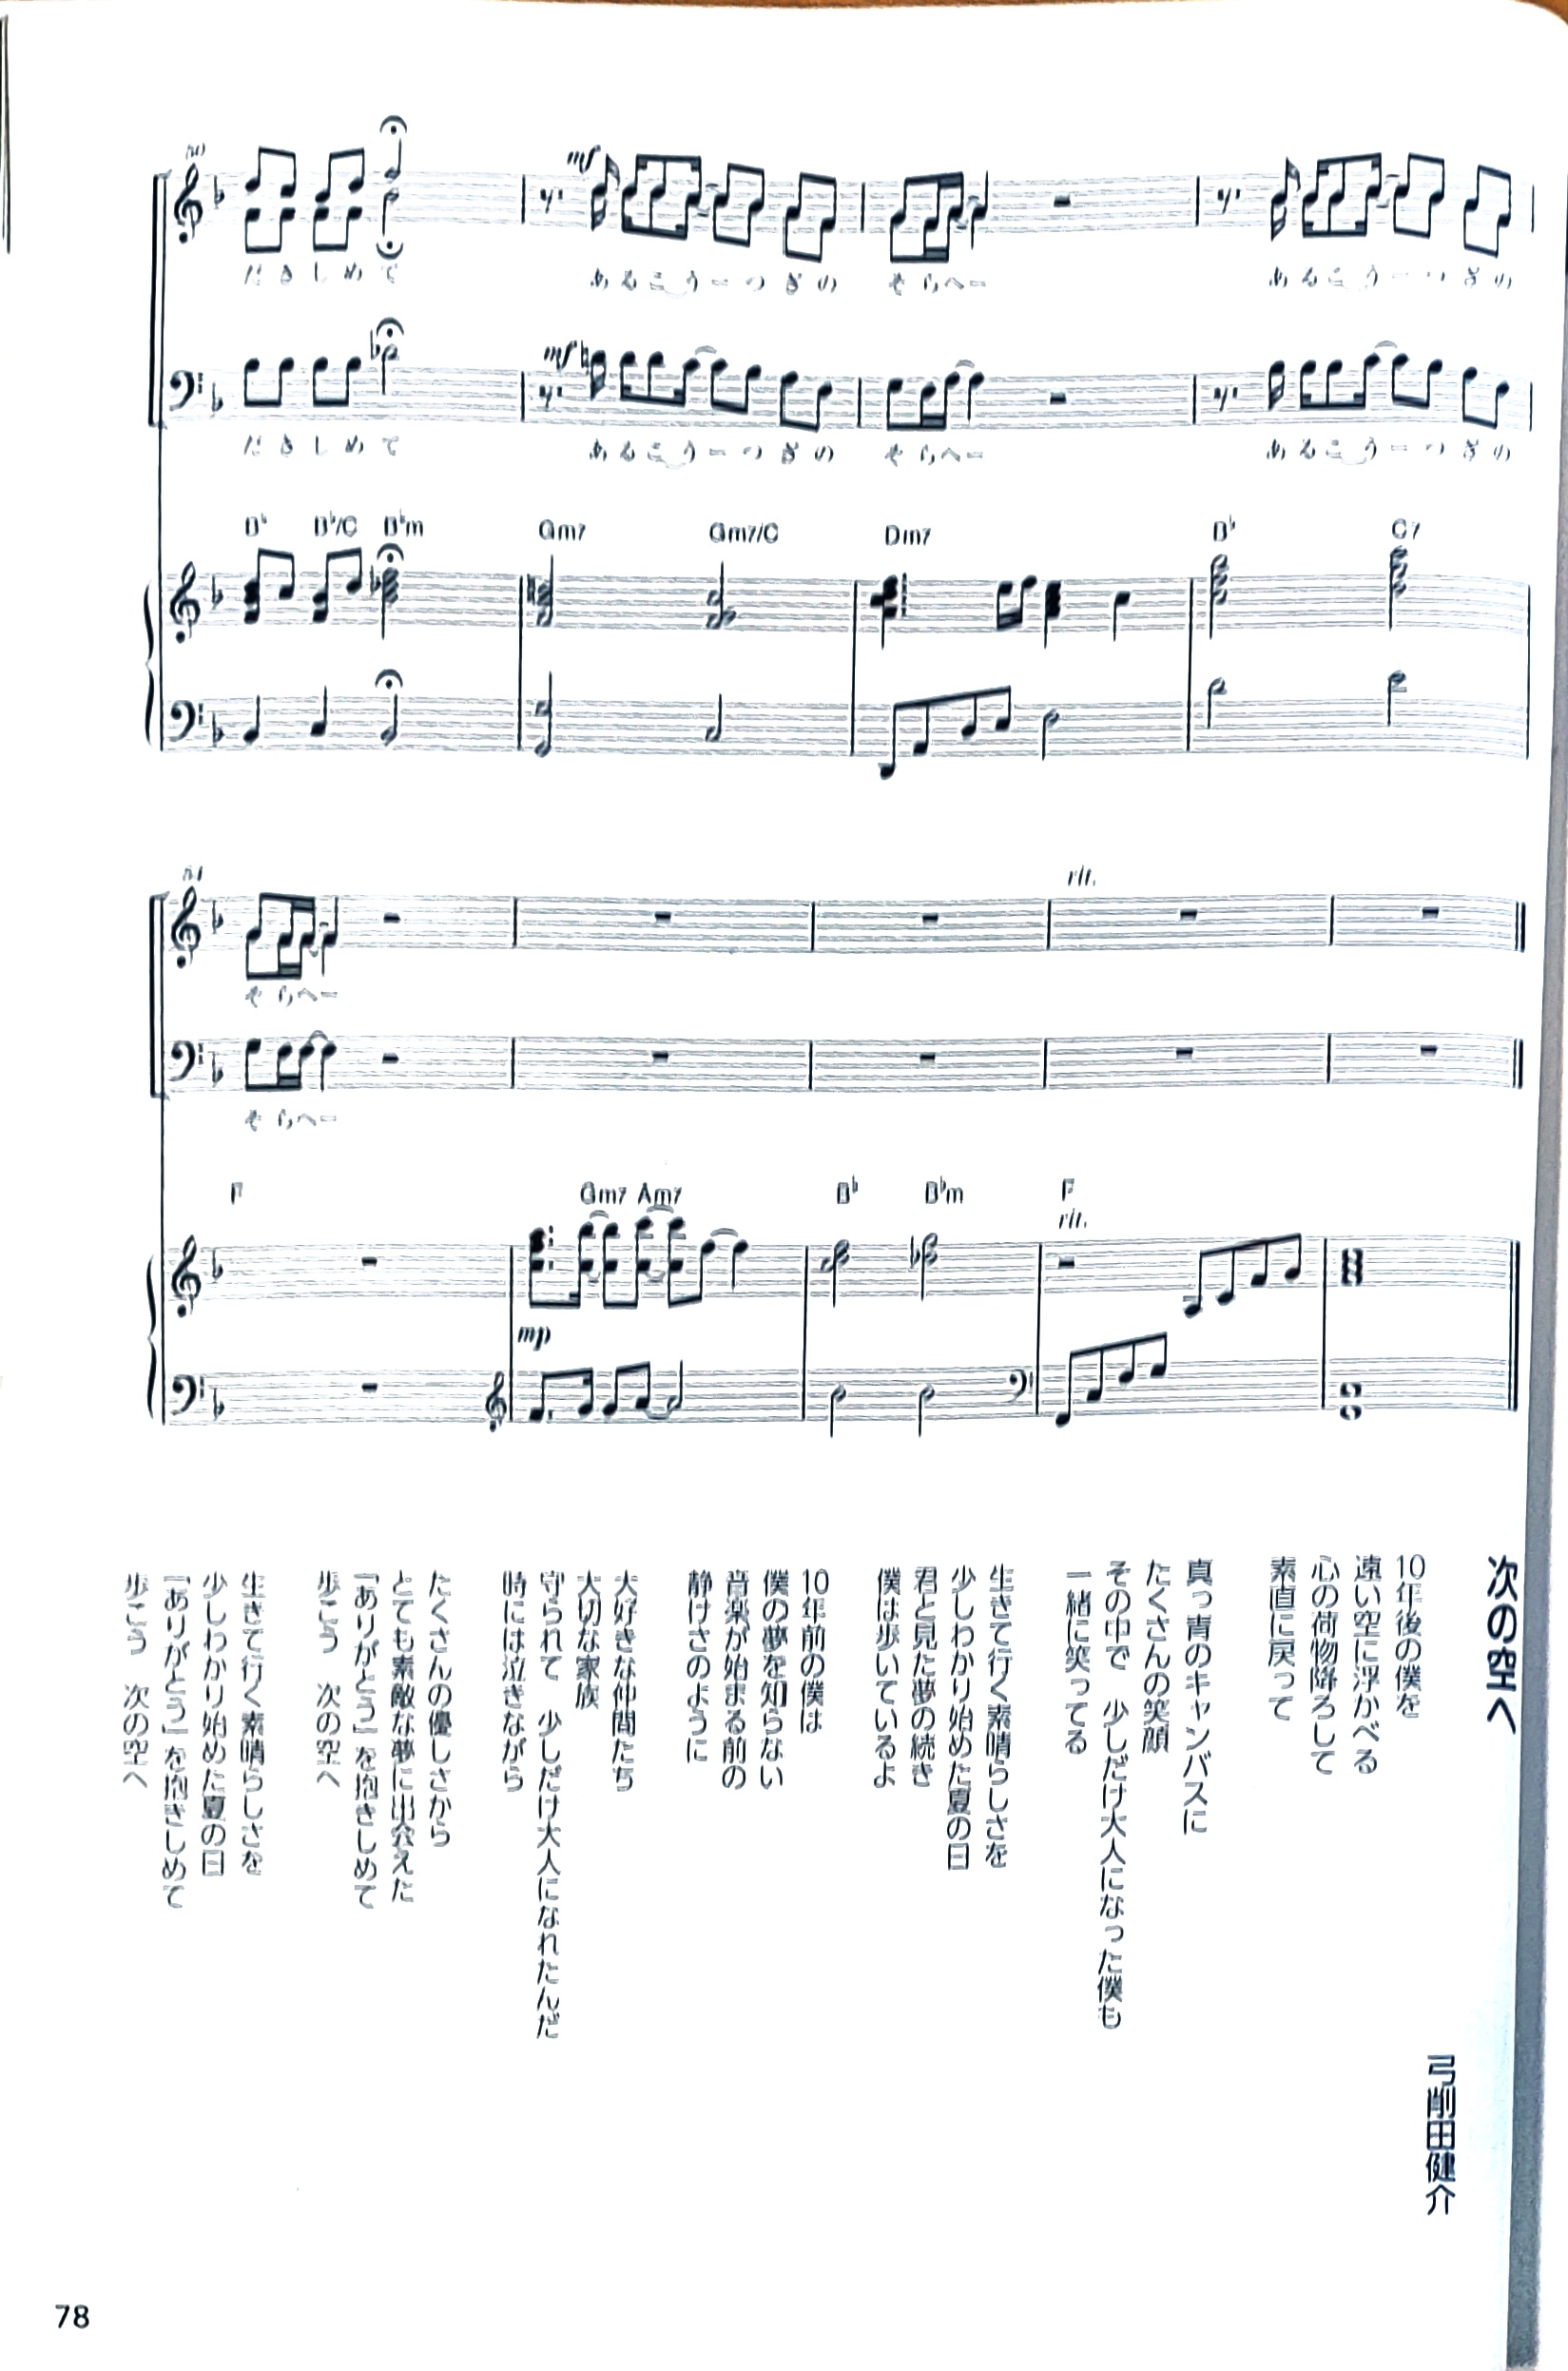 50
mf
だきしめて
あるこうーつぎの
そらへー
あるこうーつぎの
mf
だきしめて
あるこうーつぎの
そらへー
あるこうーつぎの
B♭ B♭/C B♭m Gm7 Gm7/C Dm7 B♭ C7
rit.
そらへー
そらへー
F Gm7 Am7 B♭ B♭m F
rit.
mp
次の空へ
弓削田健介
10年後の僕を
遠い空に浮かべる
心の荷物降ろして
素直に戻って
真っ青のキャンバスに
たくさんの笑顔
その中で 少しだけ大人になった僕も
一緒に笑ってる
生きて行く素晴らしさを
少しわかり始めた夏の日
君と見た夢の続き
僕は歩いているよ
10年前の僕は
僕の夢を知らない
音楽が始まる前の
静けさのように
大好きな仲間たち
大切な家族
守られて 少しだけ大人になれたんだ
時には泣きながら
たくさんの優しさから
とても素敵な夢に出会えた
「ありがとう」を抱きしめて
歩こう 次の空へ
生きて行く素晴らしさを
少しわかり始めた夏の日
「ありがとう」を抱きしめて
歩こう 次の空へ
78